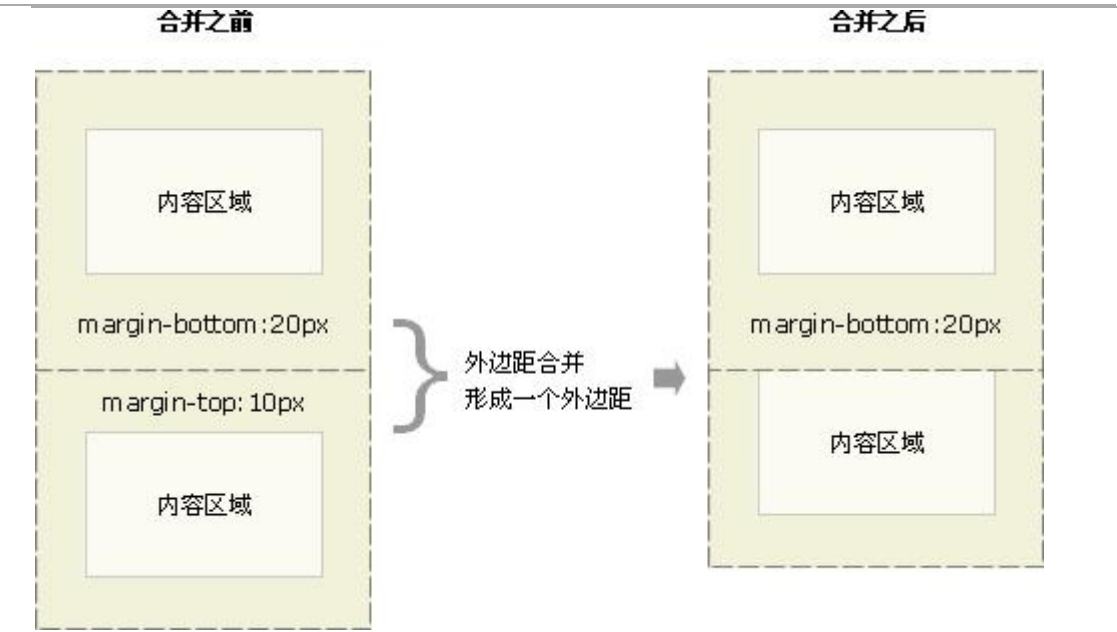 合并之前
合并之后
内容区域
margin-bottom:20px
margin-top:10px
内容区域
外边距合并
形成一个外边距
内容区域
margin-bottom:20px
内容区域